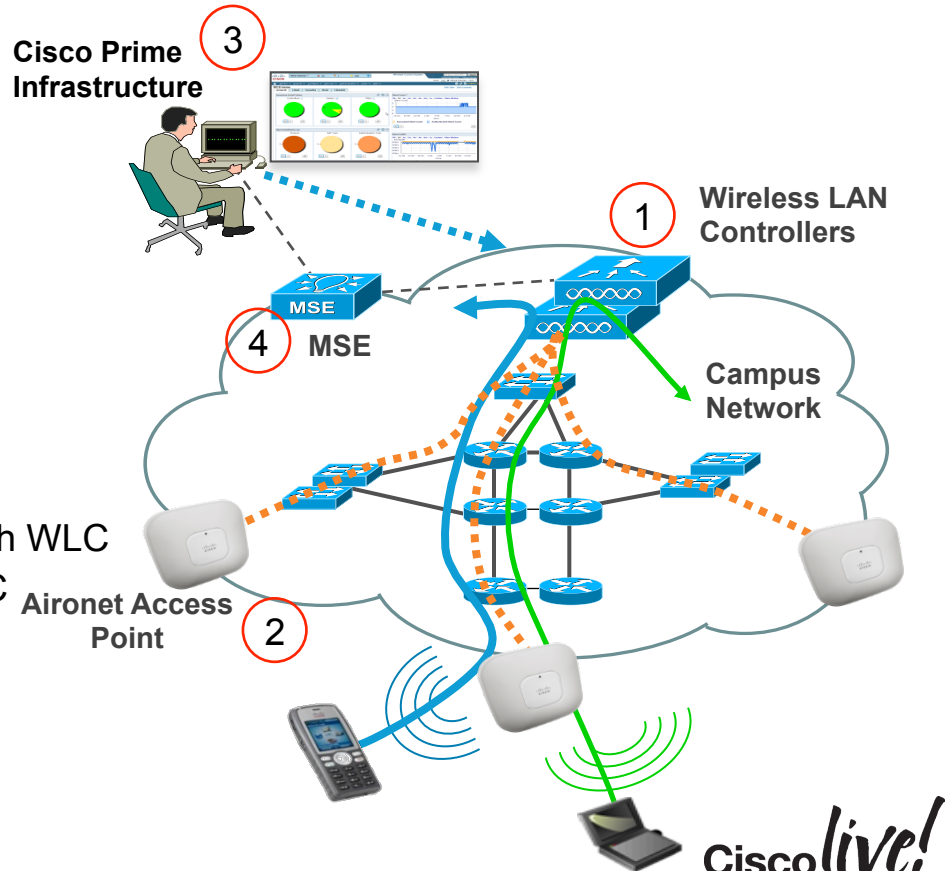 3
Cisco Prime
Infrastructure
1
Wireless LAN
Controllers
MSE
4
MSE
Campus
Network
h WLC
C
Aironet Access
Point
2
Cisco live!